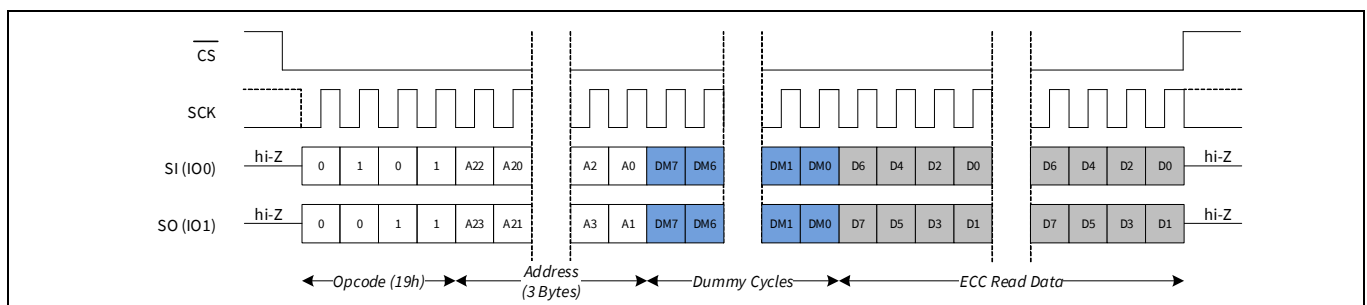 CS
SCK
SI (IO0) hi-Z 0 1 0 1 A22 A20 A2 A0 DM7 DM6 DM1 DM0 D6 D4 D2 D0 D6 D4 D2 D0 hi-Z
SO (IO1) hi-Z 0 0 1 1 A23 A21 A3 A1 DM7 DM6 DM1 DM0 D7 D5 D3 D1 D7 D5 D3 D1 hi-Z
Opcode (19h) Address Dummy Cycles ECC Read Data
(3 Bytes)